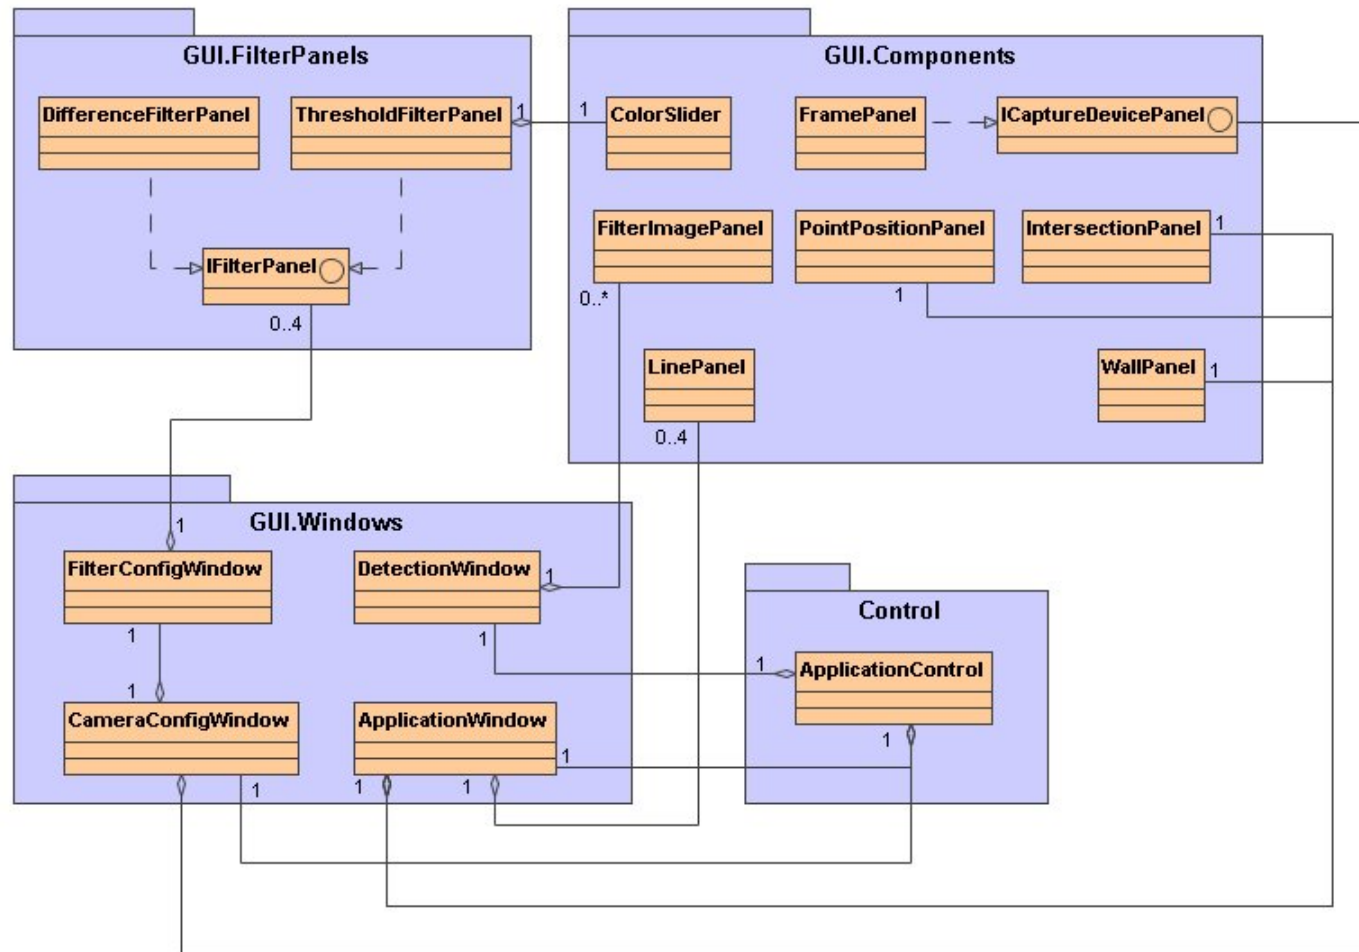 GUI.FilterPanels
DifferenceFilterPanel
ThresholdFilterPanel
1
IFilterPanel
0..4
GUI.Components
1
ColorSlider
FramePanel
ICaptureDevicePanel
FilterImagePanel
0..*
PointPositionPanel
1
IntersectionPanel
1
LinePanel
0..4
WallPanel
1
GUI.Windows
1
FilterConfigWindow
1
DetectionWindow
1
1
1
CameraConfigWindow
1
ApplicationWindow
1
1
1
Control
1
ApplicationControl
1